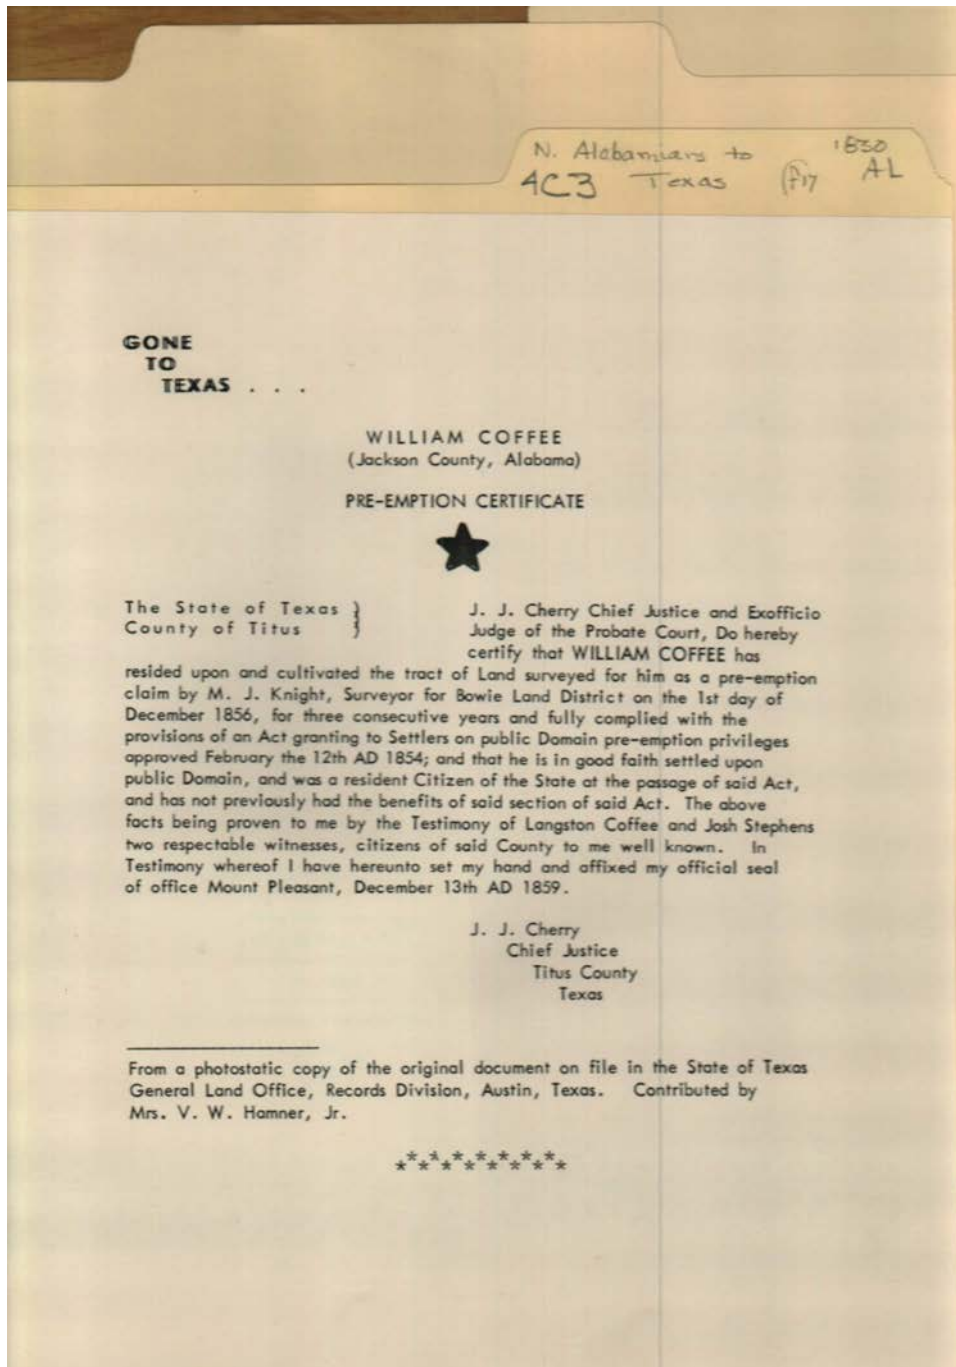 N. Alabamians to 1830
4C3 Texas AL
GONE
TO
TEXAS . . .
WILLIAM COFFEE
(Jackson County, Alabama)
PRE-EMPTION CERTIFICATE
The State of Texas }
County of Titus }
J. J. Cherry Chief Justice and Exofficio
Judge of the Probate Court, Do hereby
certify that WILLIAM COFFEE has
resided upon and cultivated the tract of Land surveyed for him as a pre-emption
claim by M. J. Knight, Surveyor for Bowie Land District on the 1st day of
December 1856, for three consecutive years and fully complied with the
provisions of an Act granting to Settlers on public Domain pre-emption privileges
approved February the 12th AD 1854; and that he is in good faith settled upon
public Domain, and was a resident Citizen of the State at the passage of said Act,
and has not previously had the benefits of said section of said Act. The above
facts being proven to me by the Testimony of Langston Coffee and Josh Stephens
two respectable witnesses, citizens of said County to me well known. In
Testimony whereof I have hereunto set my hand and affixed my official seal
of office Mount Pleasant, December 13th AD 1859.
J. J. Cherry
Chief Justice
Titus County
Texas
From a photostatic copy of the original document on file in the State of Texas
General Land Office, Records Division, Austin, Texas. Contributed by
Mrs. V. W. Hamner, Jr.